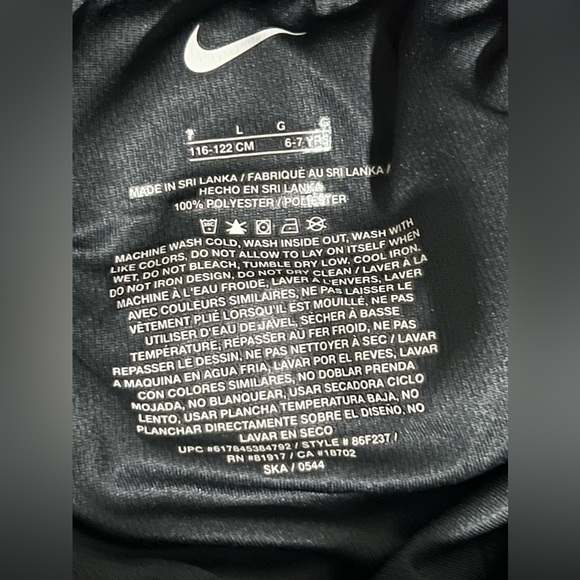 L G
116-122 CM 6-7 YRS
MADE IN SRI LANKA / FABRIQUÉ AU SRI LANKA /
HECHO EN SRI LANKA
100% POLYESTER / POLIESTER
MACHINE WASH COLD, WASH INSIDE OUT, WASH WITH
LIKE COLORS, DO NOT ALLOW TO LAY ON ITSELF WHEN
WET, DO NOT BLEACH, TUMBLE DRY LOW, COOL IRON,
DO NOT IRON DESIGN, DO NOT DRY CLEAN / LAVER À LA
MACHINE À L'EAU FROIDE, LAVER À L'ENVERS, LAVER
AVEC COULEURS SIMILAIRES, NE PAS LAISSER LE
VÊTEMENT PLIÉ LORSQU'IL EST MOUILLÉ, NE PAS
UTILISER D'EAU DE JAVEL, SÉCHER À BASSE
TEMPÉRATURE, REPASSER AU FER FROID, NE PAS
REPASSER LE DESSIN, NE PAS NETTOYER À SEC / LAVAR
A MAQUINA EN AGUA FRIA, LAVAR POR EL REVES, LAVAR
CON COLORES SIMILARES, NO DOBLAR PRENDA
MOJADA, NO BLANQUEAR, USAR SECADORA CICLO
LENTO, USAR PLANCHA TEMPERATURA BAJA, NO
PLANCHAR DIRECTAMENTE SOBRE EL DISEÑO, NO
LAVAR EN SECO
UPC #617845384792 / STYLE # 86F237 /
RN #81917 / CA #18702
SKA / 0544